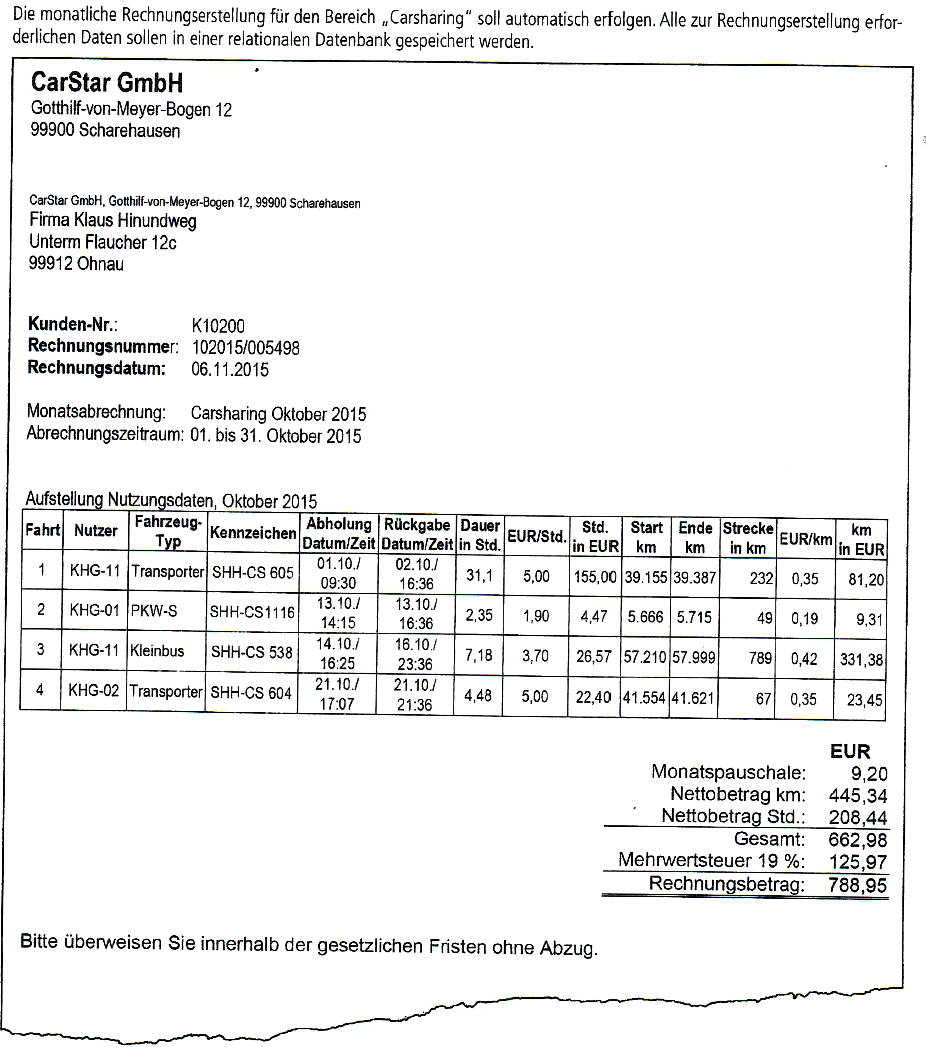 Die monatliche Rechnungserstellung für den Bereich „Carsharing" soll automatisch erfolgen. Alle zur Rechnungserstellung erfor-
derlichen Daten sollen in einer relationalen Datenbank gespeichert werden.
CarStar GmbH
Gotthilf-von-Meyer-Bogen 12
99900 Scharehausen
CarStar GmbH, Gotthilf-von-Meyer-Bogen 12, 99900 Scharehausen
Firma Klaus Hinundweg
Unterm Flaucher 12c
99912 Ohnau
Kunden-Nr.: K10200
Rechnungsnummer: 102015/005498
Rechnungsdatum: 06.11.2015
Monatsabrechnung: Carsharing Oktober 2015
Abrechnungszeitraum: 01. bis 31. Oktober 2015
Aufstellung Nutzungsdaten, Oktober 2015
Fahrt Nutzer Fahrzeug-Typ Kennzeichen Abholung Datum/Zeit Rückgabe Datum/Zeit Dauer in Std. EUR/Std. Std. in EUR Start km Ende km Strecke in km EUR/km km in EUR
1 KHG-11 Transporter SHH-CS 605 01.10./ 09:30 02.10./ 16:36 31,1 5,00 155,00 39.155 39.387 232 0,35 81,20
2 KHG-01 PKW-S SHH-CS1116 13.10./ 14:15 13.10./ 16:36 2,35 1,90 4,47 5.666 5.715 49 0,19 9,31
3 KHG-11 Kleinbus SHH-CS 538 14.10./ 16:25 16.10./ 23:36 7,18 3,70 26,57 57.210 57.999 789 0,42 331,38
4 KHG-02 Transporter SHH-CS 604 21.10./ 17:07 21.10./ 21:36 4,48 5,00 22,40 41.554 41.621 67 0,35 23,45
EUR
Monatspauschale: 9,20
Nettobetrag km: 445,34
Nettobetrag Std.: 208,44
Gesamt: 662,98
Mehrwertsteuer 19 %: 125,97
Rechnungsbetrag: 788,95
Bitte überweisen Sie innerhalb der gesetzlichen Fristen ohne Abzug.